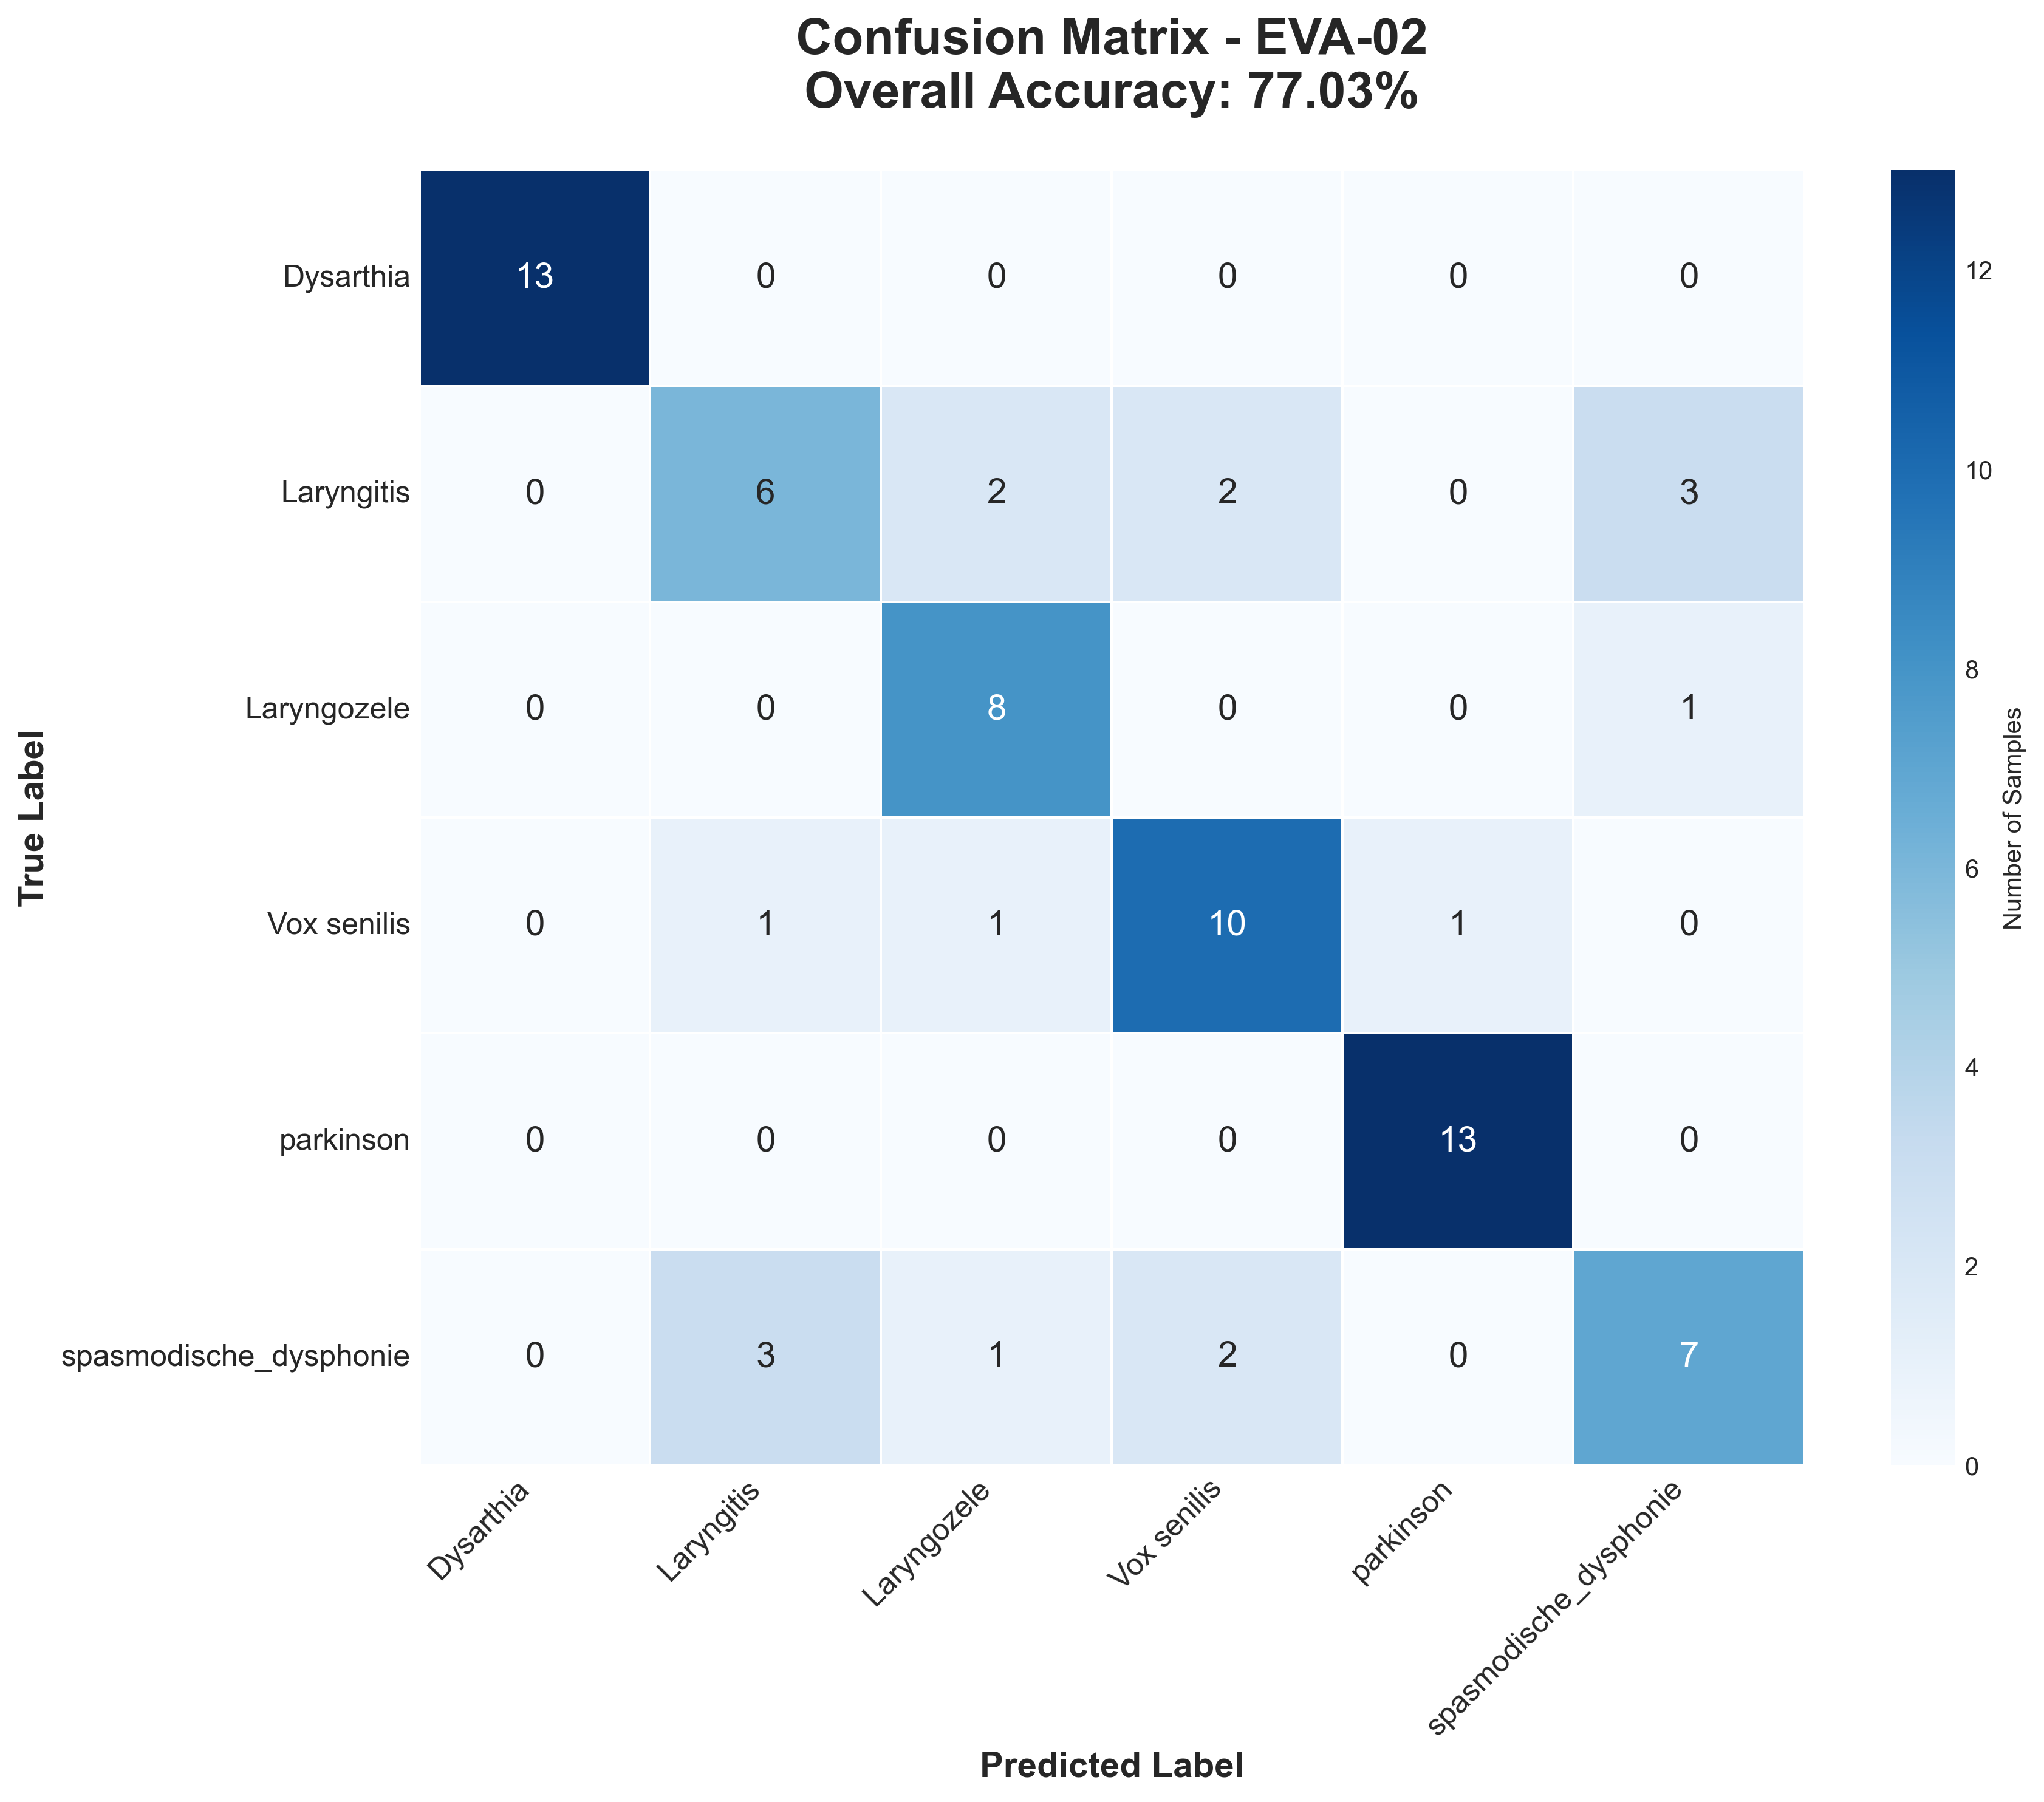 Confusion Matrix - EVA-02
Overall Accuracy: 77.03%
Dysarthia 13 0 0 0 0 0
Laryngitis 0 6 2 2 0 3
Laryngozele 0 0 8 0 0 1
Vox senilis 0 1 1 10 1 0
parkinson 0 0 0 0 13 0
spasmodische_dysphonie 0 3 1 2 0 7
True Label
Dysarthia Laryngitis Laryngozele Vox senilis parkinson spasmodische_dysphonie
Predicted Label
12
10
8
6
4
2
0
Number of Samples